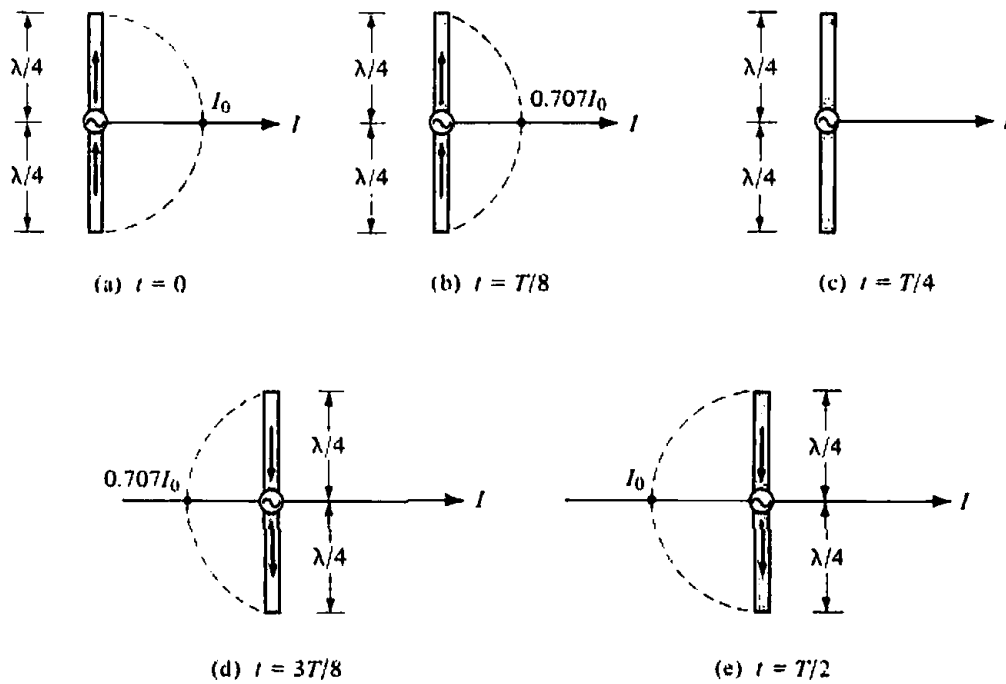 λ/4
λ/4
I₀
I
(a) t = 0
λ/4
λ/4
0.707I₀
I
(b) t = T/8
λ/4
λ/4
I
(c) t = T/4
0.707I₀
λ/4
λ/4
I
(d) t = 3T/8
I₀
λ/4
λ/4
I
(e) t = T/2